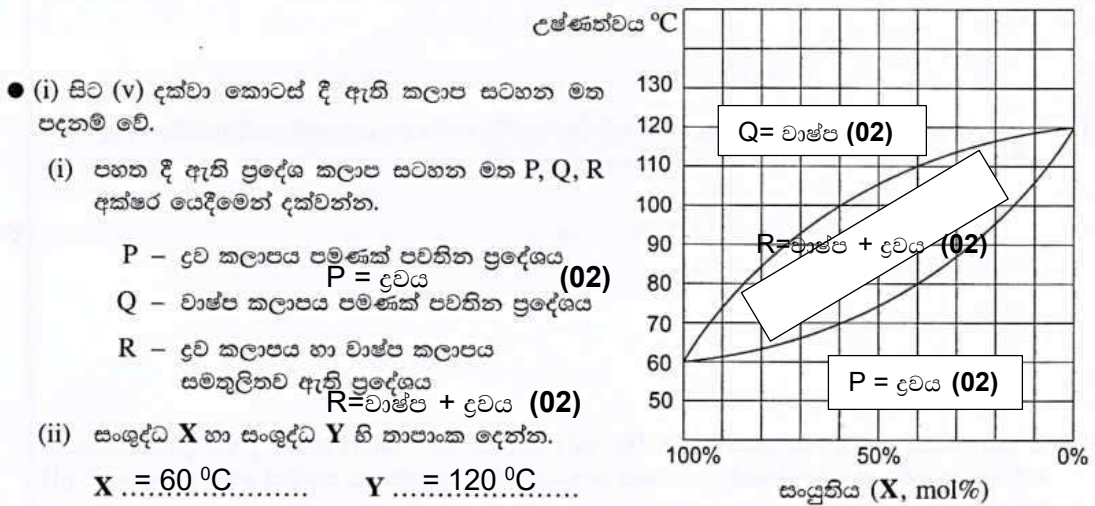 උෂ්ණත්වය °C
● (i) සිට (v) දක්වා කොටස් දී ඇති කලාප සටහන මත
පදනම් වේ.
(i) පහත දී ඇති ප්‍රදේශ කලාප සටහන මත P, Q, R
අක්ෂර යෙදීමෙන් දක්වන්න.
P – ද්‍රව කලාපය පමණක් පවතින ප්‍රදේශය
P = ද්‍රවය (02)
Q – වාෂ්ප කලාපය පමණක් පවතින ප්‍රදේශය
R – ද්‍රව කලාපය හා වාෂ්ප කලාපය
සමතුලිතව ඇති ප්‍රදේශය
R=වාෂ්ප + ද්‍රවය (02)
(ii) සංශුද්ධ X හා සංශුද්ධ Y හි තාපාංක දෙන්න.
X ....= 60 ⁰C.......... Y ....= 120 ⁰C.....
130
120
110
100
90
80
70
60
50
Q= වාෂ්ප (02)
R=වාෂ්ප + ද්‍රවය (02)
P = ද්‍රවය (02)
100% 50% 0%
සංයුතිය (X, mol%)